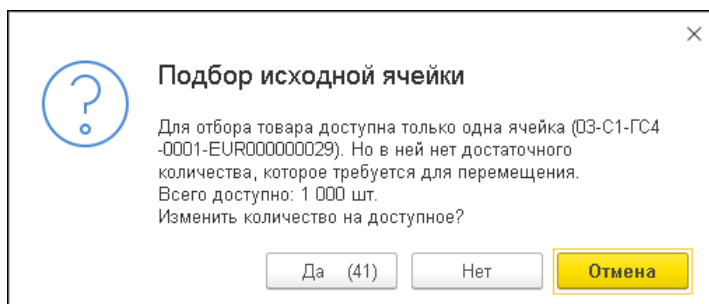 Подбор исходной ячейки
Для отбора товара доступна только одна ячейка (03-С1-ГС4
-0001-EUR000000029). Но в ней нет достаточного
количества, которое требуется для перемещения.
Всего доступно: 1 000 шт.
Изменить количество на доступное?
Да (41) Нет Отмена